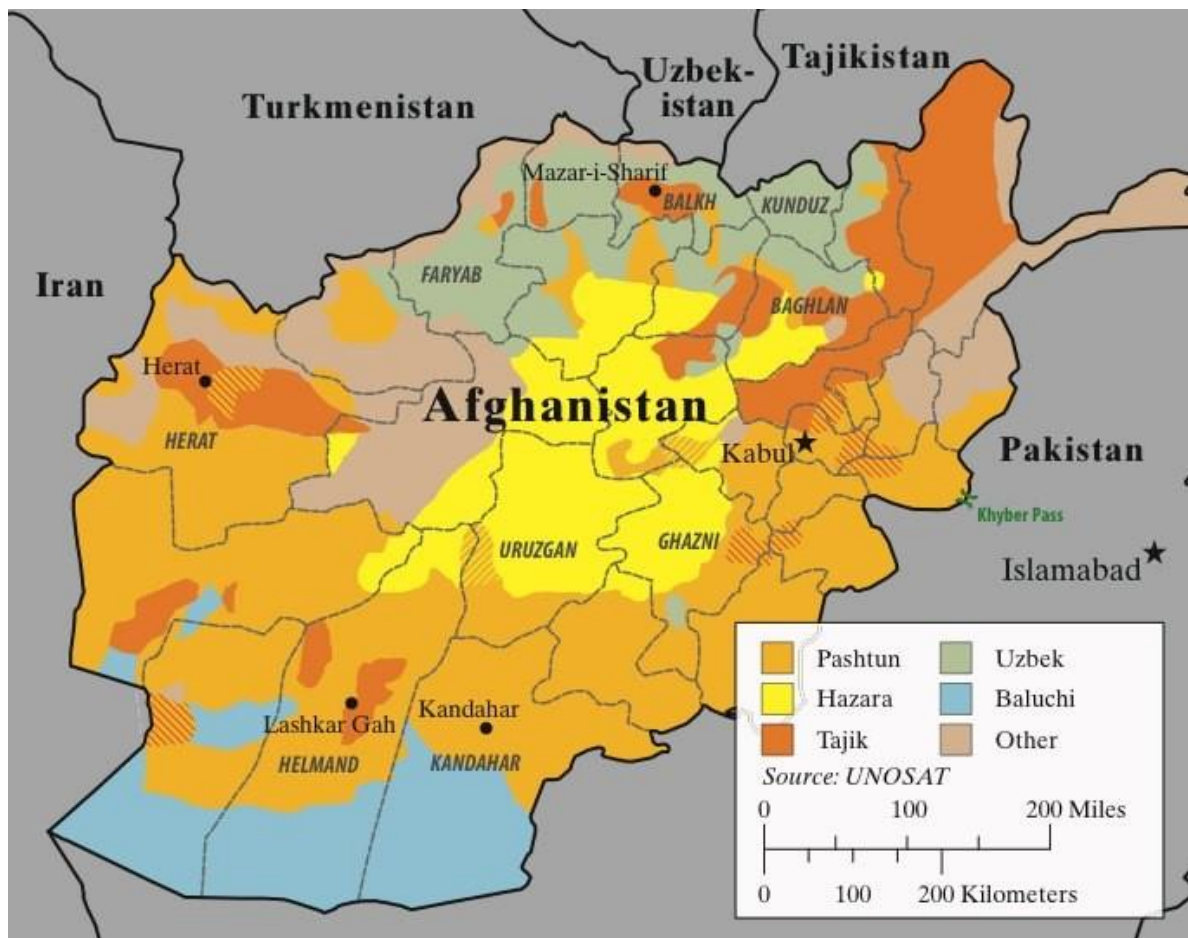 Tajikistan
Uzbek-
istan
Turkmenistan
Mazar-i-Sharif
BALKH
KUNDUZ
FARYAB
Iran
BAGHLAN
Herat
Afghanistan
HERAT
Kabul
Pakistan
Khyber Pass
URUZGAN
GHAZNI
Islamabad
Kandahar
Lashkar Gah
HELMAND
KANDAHAR
Pashtun
Uzbek
Hazara
Baluchi
Tajik
Other
Source: UNOSAT
0 100 200 Miles
0 100 200 Kilometers